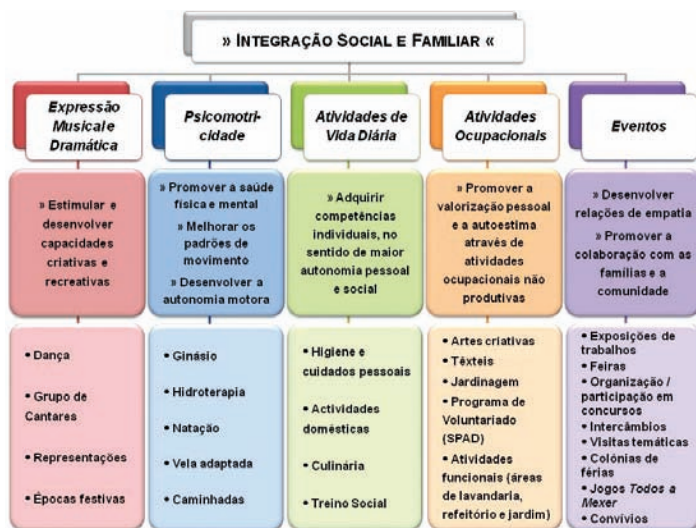 » INTEGRAÇÃO SOCIAL E FAMILIAR «
Expressão
Musical e
Dramática
» Estimular e
desenvolver
capacidades
criativas e
recreativas
• Dança
• Grupo de
Cantares
• Representações
• Épocas festivas
Psicomotri-
cidade
» Promover a saúde
física e mental
» Melhorar os
padrões de
movimento
» Desenvolver a
autonomia motora
• Ginásio
• Hidroterapia
• Natação
• Vela adaptada
• Caminhadas
Atividades de
Vida Diária
» Adquirir
competências
individuais, no
sentido de maior
autonomia pessoal
e social
• Higiene e
cuidados pessoais
• Actividades
domésticas
• Culinária
• Treino Social
Atividades
Ocupacionais
» Promover a
valorização pessoal
e a autoestima
através de
atividades
ocupacionais não
produtivas
• Artes criativas
• Têxteis
• Jardinagem
• Programa de
Voluntariado
(SPAD)
• Atividades
funcionais (áreas
de lavandaria,
refeitório e jardim)
Eventos
» Desenvolver
relações de empatia
» Promover a
colaboração com as
famílias e a
comunidade
• Exposições de
trabalhos
• Feiras
• Organização /
participação em
concursos
• Intercâmbios
• Visitas temáticas
• Colónias de
férias
• Jogos Todos a
Mexer
• Convívios